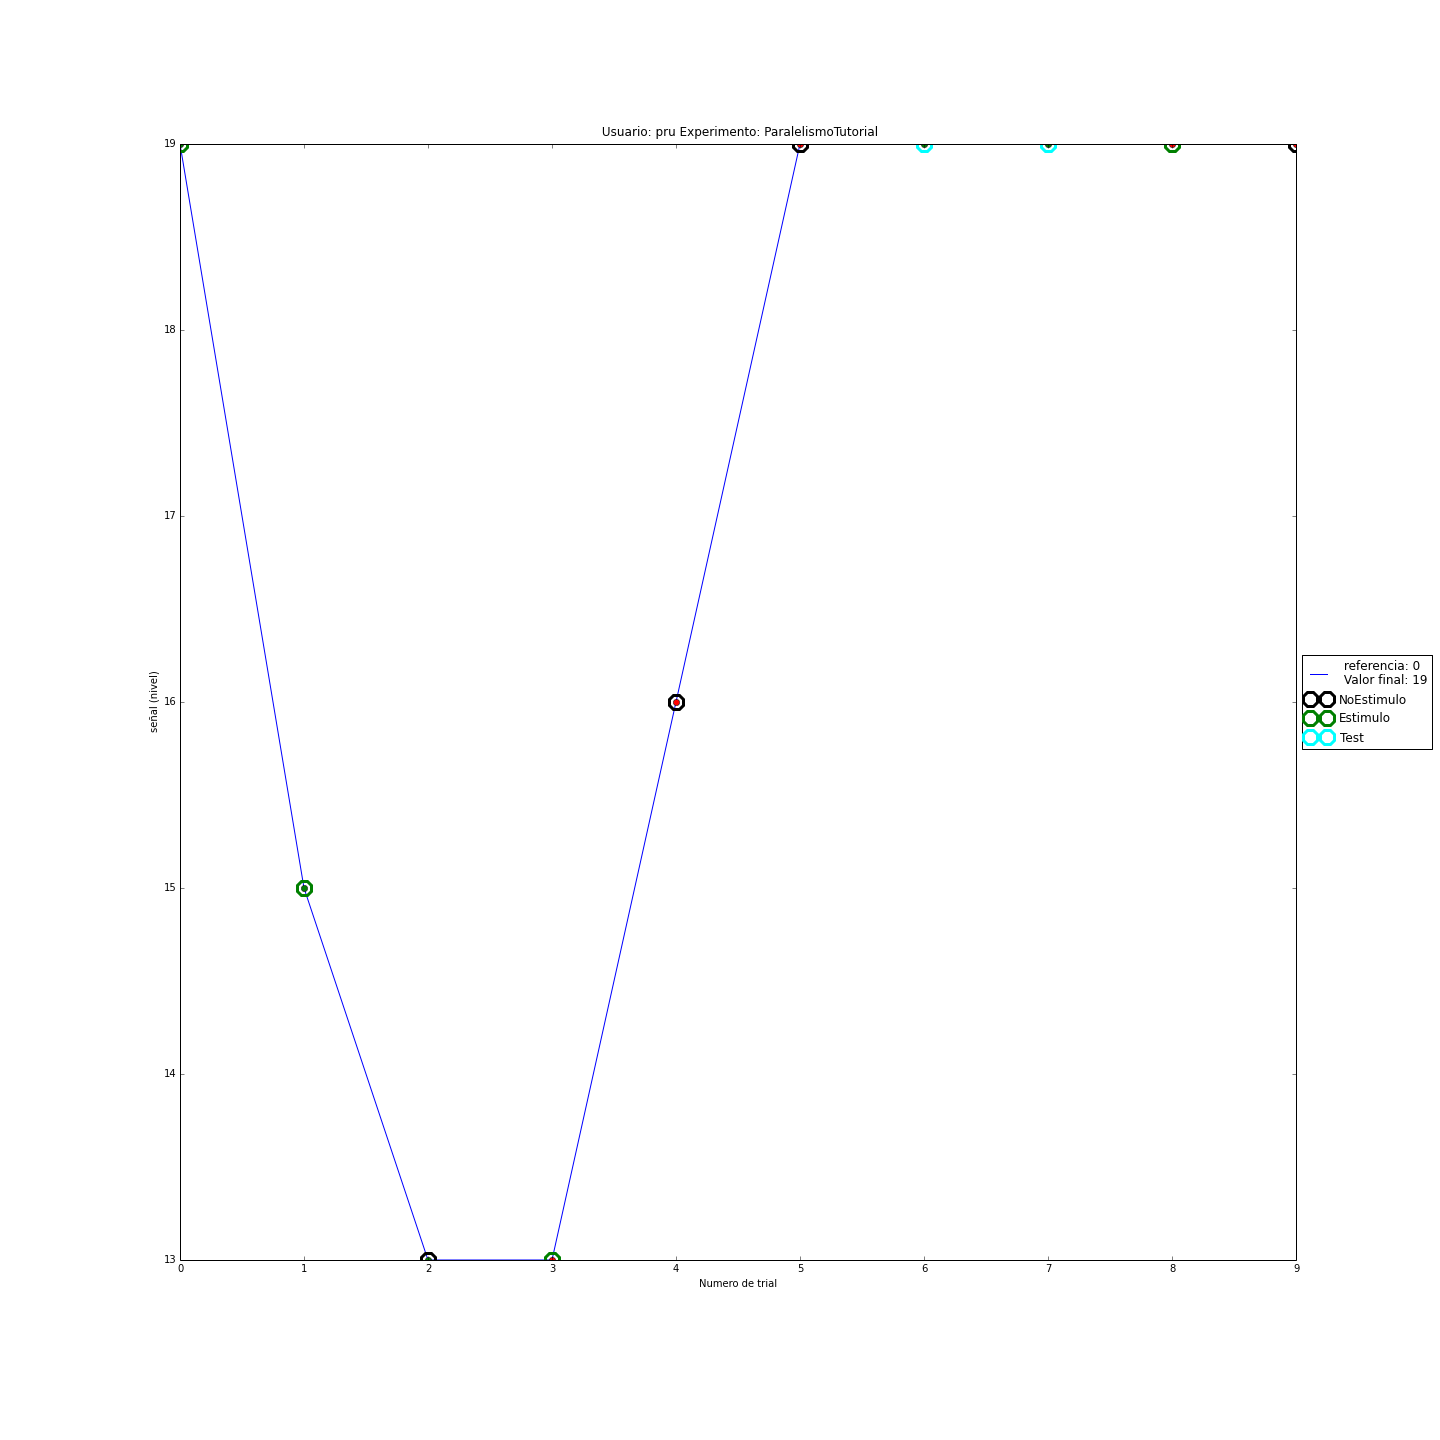 Usuario: pru Experimento: ParalelismoTutorial
19
18
17
16
15
14
13
señal (nivel)
0 1 2 3 4 5 6 7 8 9
Numero de trial
referencia: 0
Valor final: 19
NoEstimulo
Estimulo
Test